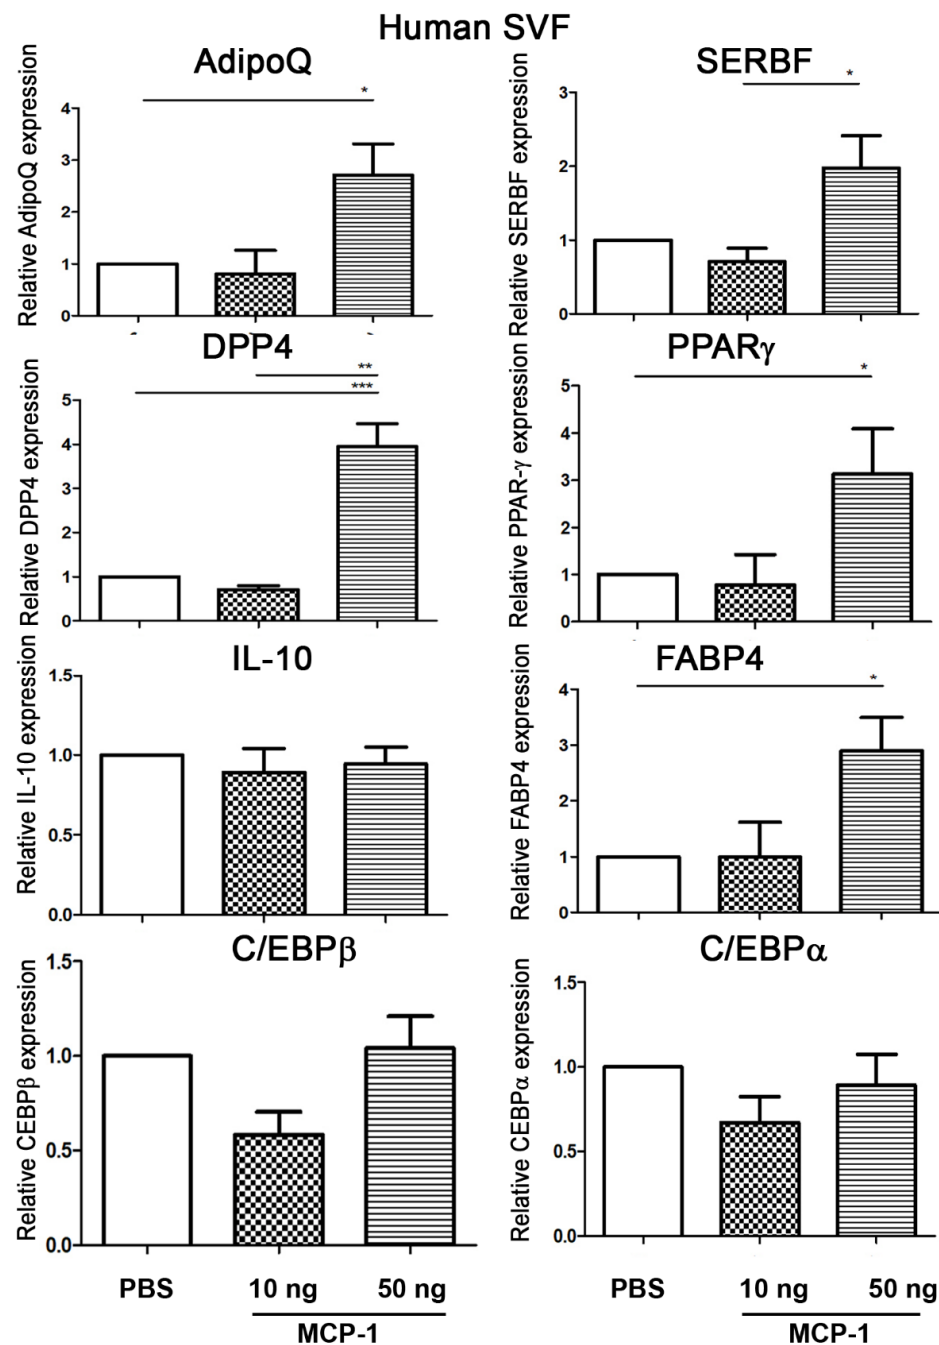 Human SVF
AdipoQ
Relative AdipoQ expression
*
4
3
2
1
0
SERBF
Relative SERBF expression
*
3
2
1
0
DPP4
Relative DPP4 expression
**
***
5
4
3
2
1
0
PPARγ
Relative PPAR-γ expression
*
5
4
3
2
1
0
IL-10
Relative IL-10 expression
1.5
1.0
0.5
0.0
FABP4
Relative FABP4 expression
*
4
3
2
1
0
C/EBPβ
Relative CEBPβ expression
1.5
1.0
0.5
0.0
PBS 10 ng 50 ng
MCP-1
C/EBPα
Relative CEBPα expression
1.5
1.0
0.5
0.0
PBS 10 ng 50 ng
MCP-1